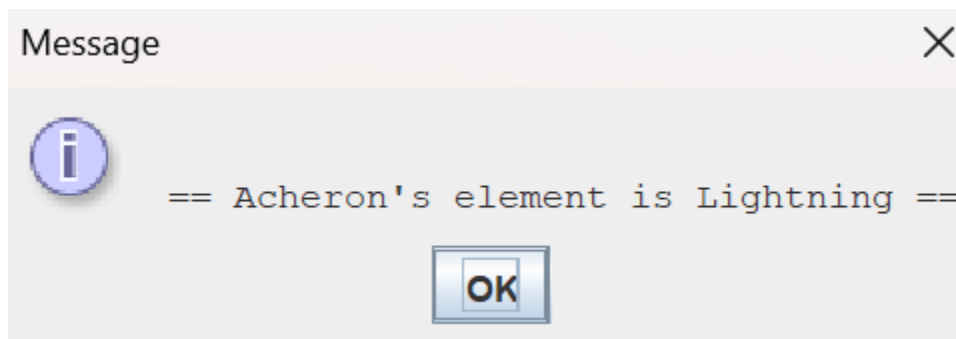 Message
== Acheron's element is Lightning ==
OK